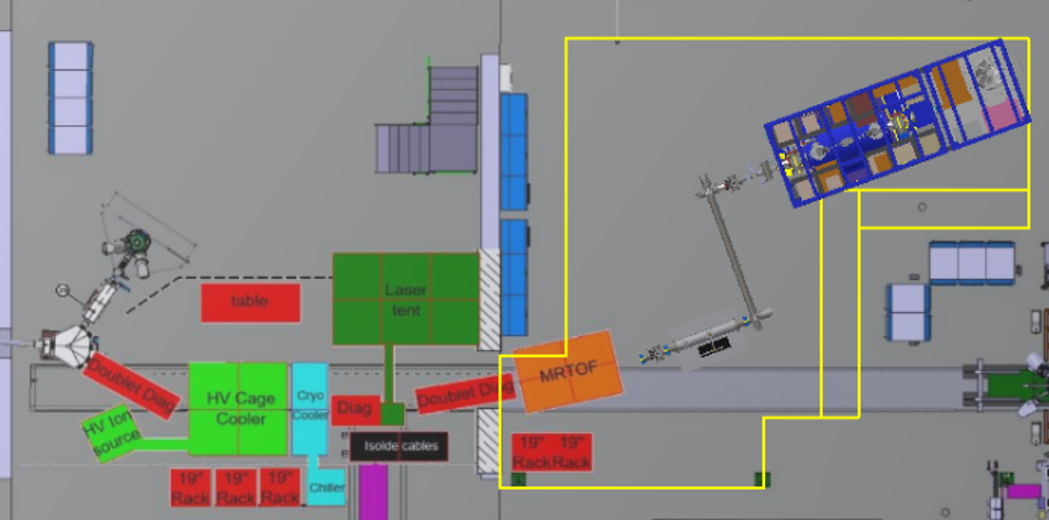 Laser
tent
table
MRTOF
Doublet Diag
HV Cage
Cooler
Cryo
Cooler
Diag
Doublet Diag
HV Ion
source
Isolde cables
19" 19"
Rack Rack
19"
Rack
19"
Rack
19"
Rack
Chiller